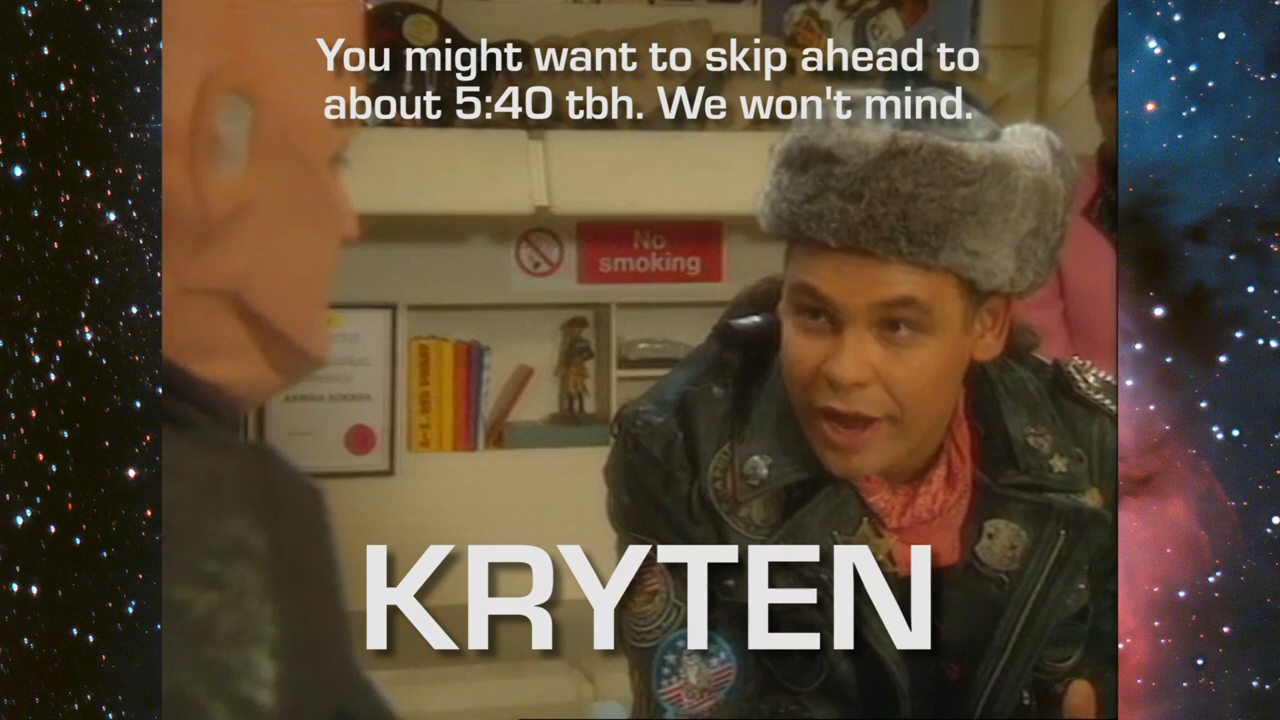 You might want to skip ahead to
about 5:40 tbh. We won't mind.
No
smoking
KRYTEN